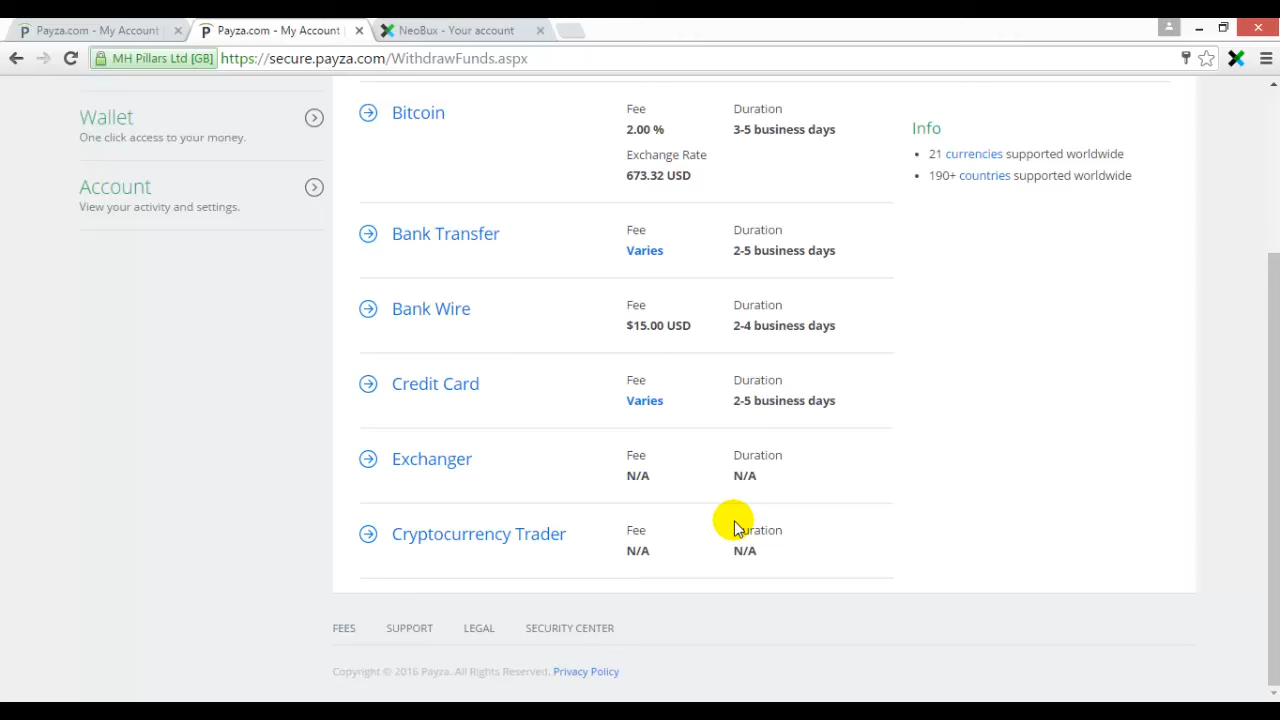 Payza.com - My Account
Payza.com - My Account
NeoBux - Your account
MH Pillars Ltd [GB]
https://secure.payza.com/WithdrawFunds.aspx
Wallet
One click access to your money.
Account
View your activity and settings.
Bitcoin
Fee
2.00 %
Exchange Rate
673.32 USD
Duration
3-5 business days
Bank Transfer
Fee
Varies
Duration
2-5 business days
Bank Wire
Fee
$15.00 USD
Duration
2-4 business days
Credit Card
Fee
Varies
Duration
2-5 business days
Exchanger
Fee
N/A
Duration
N/A
Cryptocurrency Trader
Fee
N/A
Duration
N/A
Info
• 21 currencies supported worldwide
• 190+ countries supported worldwide
FEES SUPPORT LEGAL SECURITY CENTER
Copyright © 2016 Payza. All Rights Reserved. Privacy Policy